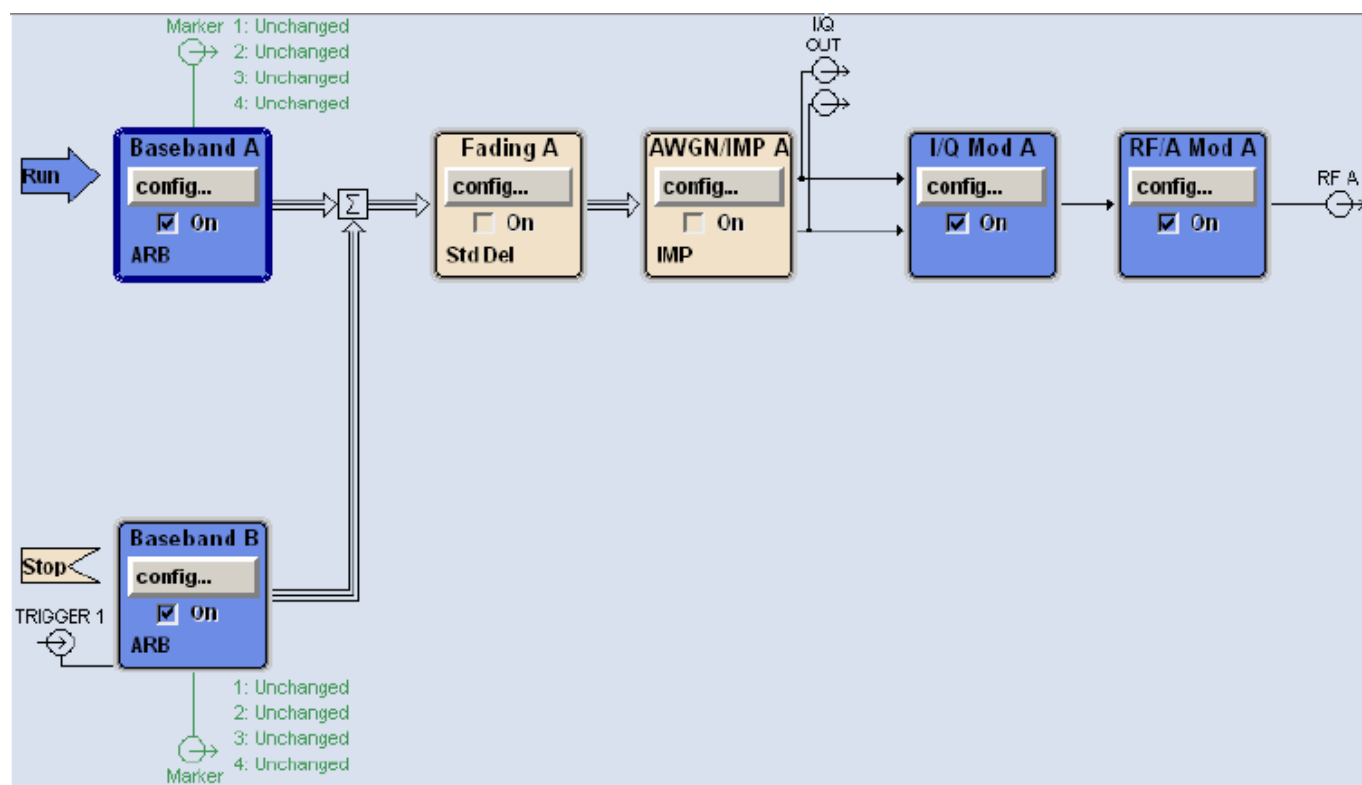 Marker 1: Unchanged
2: Unchanged
3: Unchanged
4: Unchanged
I/Q
OUT
Run
Baseband A
config...
On
ARB
Σ
Fading A
config...
On
Std Del
AWGN/IMP A
config...
On
IMP
I/Q Mod A
config...
On
RF/A Mod A
config...
On
RF A
Stop
TRIGGER 1
Baseband B
config...
On
ARB
1: Unchanged
2: Unchanged
3: Unchanged
Marker 4: Unchanged